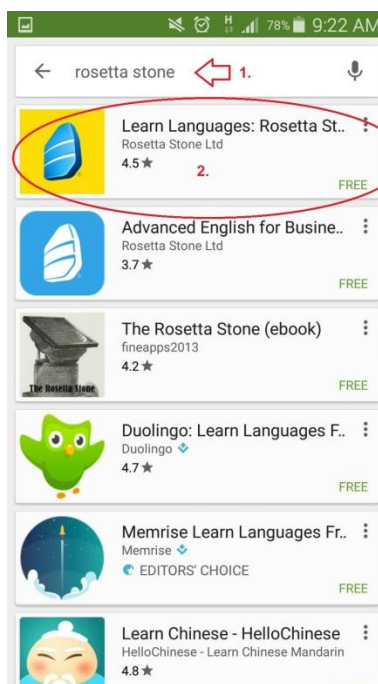 H 78% 9:22 AM
rosetta stone 1.
Learn Languages: Rosetta St..
Rosetta Stone Ltd
4.5★ 2.
FREE
Advanced English for Busine..
Rosetta Stone Ltd
3.7★
FREE
The Rosetta Stone (ebook)
fineapps2013
4.2★
The Rosetta Stone
FREE
Duolingo: Learn Languages F..
Duolingo
4.7★
FREE
Memrise Learn Languages Fr..
Memrise
EDITORS' CHOICE
FREE
Learn Chinese - HelloChinese
HelloChinese - Learn Chinese Mandarin
4.8★